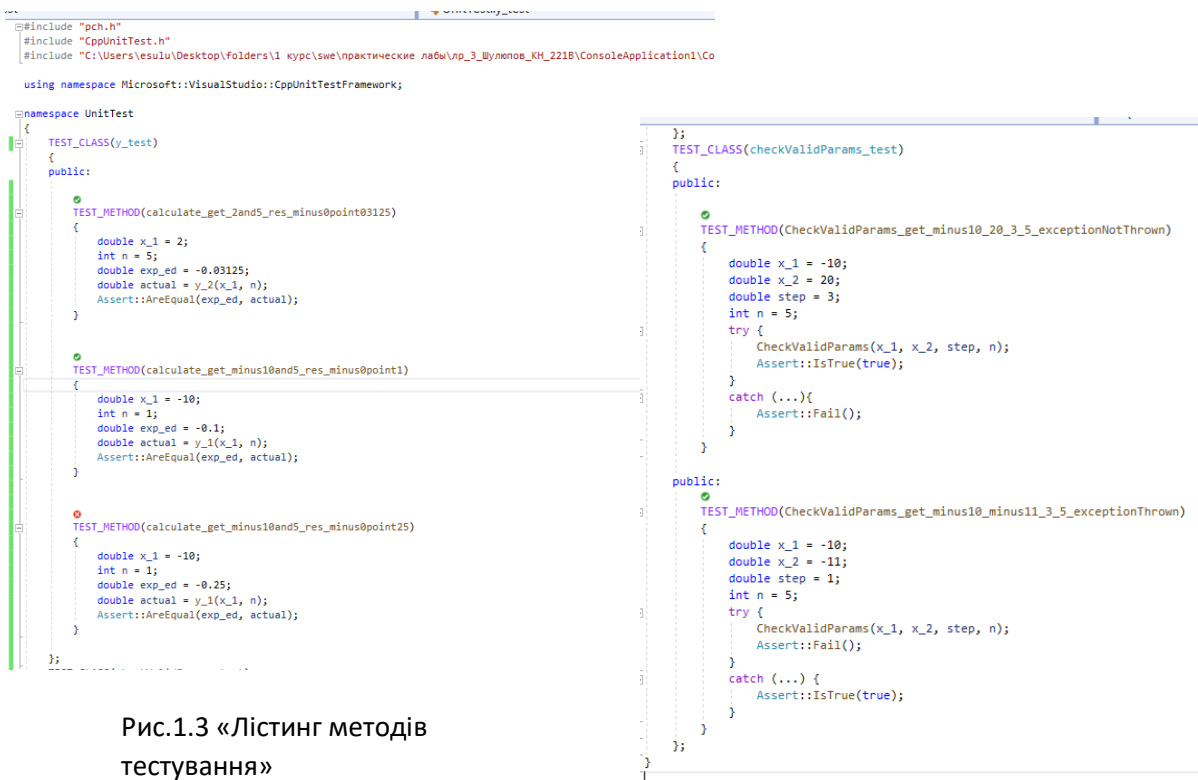 #include "pch.h"
#include "CppUnitTest.h"
#include "C:\Users\esulu\Desktop\folders\1 курс\swe\практические лабы\лр_3_Шулюпов_КН_221В\ConsoleApplication1\Co
using namespace Microsoft::VisualStudio::CppUnitTestFramework;
namespace UnitTest
{
TEST_CLASS(y_test)
{
public:
TEST_METHOD(calculate_get_2and5_res_minus0point03125)
{
double x_1 = 2;
int n = 5;
double exp_ed = -0.03125;
double actual = y_2(x_1, n);
Assert::AreEqual(exp_ed, actual);
}
TEST_METHOD(calculate_get_minus10and5_res_minus0point1)
{
double x_1 = -10;
int n = 1;
double exp_ed = -0.1;
double actual = y_1(x_1, n);
Assert::AreEqual(exp_ed, actual);
}
TEST_METHOD(calculate_get_minus10and5_res_minus0point25)
{
double x_1 = -10;
int n = 1;
double exp_ed = -0.25;
double actual = y_1(x_1, n);
Assert::AreEqual(exp_ed, actual);
}
};
};
TEST_CLASS(checkValidParams_test)
{
public:
TEST_METHOD(CheckValidParams_get_minus10_20_3_5_exceptionNotThrown)
{
double x_1 = -10;
double x_2 = 20;
double step = 3;
int n = 5;
try {
CheckValidParams(x_1, x_2, step, n);
Assert::IsTrue(true);
}
catch (...){
Assert::Fail();
}
}
public:
TEST_METHOD(CheckValidParams_get_minus10_minus11_3_5_exceptionThrown)
{
double x_1 = -10;
double x_2 = -11;
double step = 1;
int n = 5;
try {
CheckValidParams(x_1, x_2, step, n);
Assert::Fail();
}
catch (...) {
Assert::IsTrue(true);
}
}
};
}
Рис.1.3 «Лістинг методів
тестування»